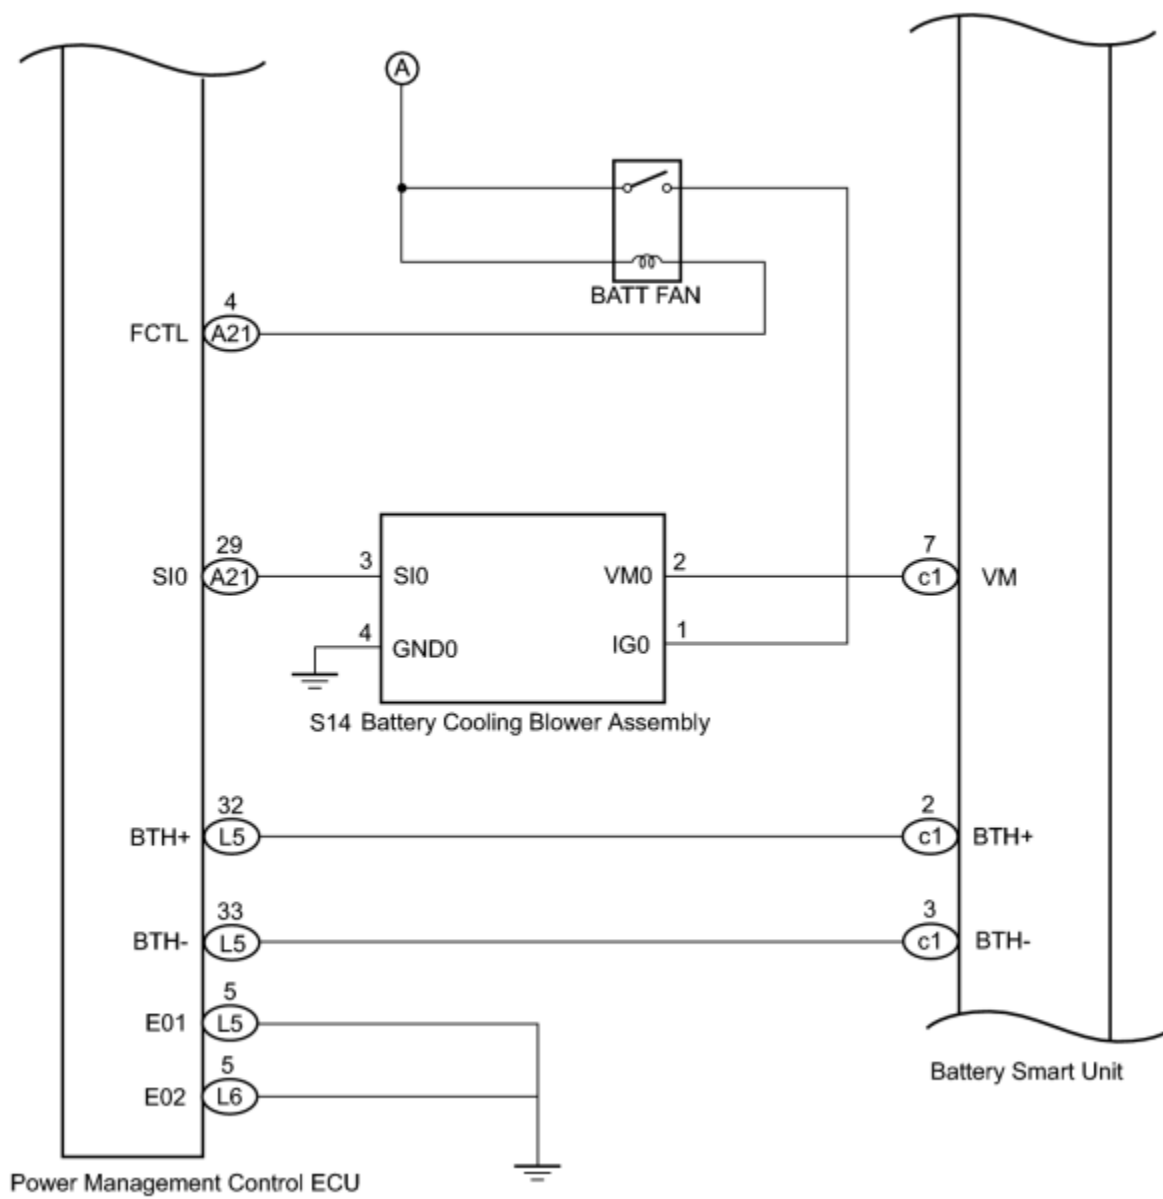 A
BATT FAN
4
FCTL A21
29
SI0 A21
3 SI0
4 GND0
VM0 2
IG0 1
7
c1 VM
S14 Battery Cooling Blower Assembly
32
BTH+ L5
2
c1 BTH+
33
BTH- L5
3
c1 BTH-
5
E01 L5
5
E02 L6
Battery Smart Unit
Power Management Control ECU